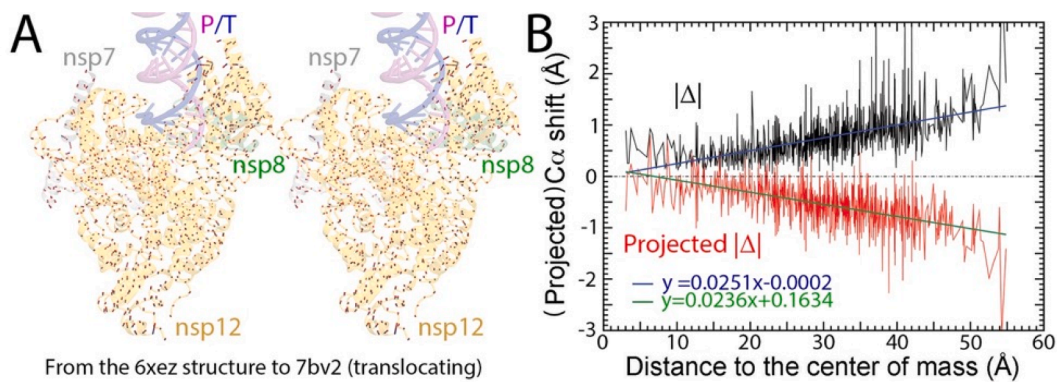 A
P/T
P/T
nsp7
nsp7
nsp8
nsp8
nsp12
nsp12
From the 6xez structure to 7bv2 (translocating)
B
(Projected)Cα shift (Å)
3
2
1
0
-1
-2
-3
|Δ|
Projected |Δ|
y =0.0251x-0.0002
y=0.0236x+0.1634
0 10 20 30 40 50 60
Distance to the center of mass (Å)